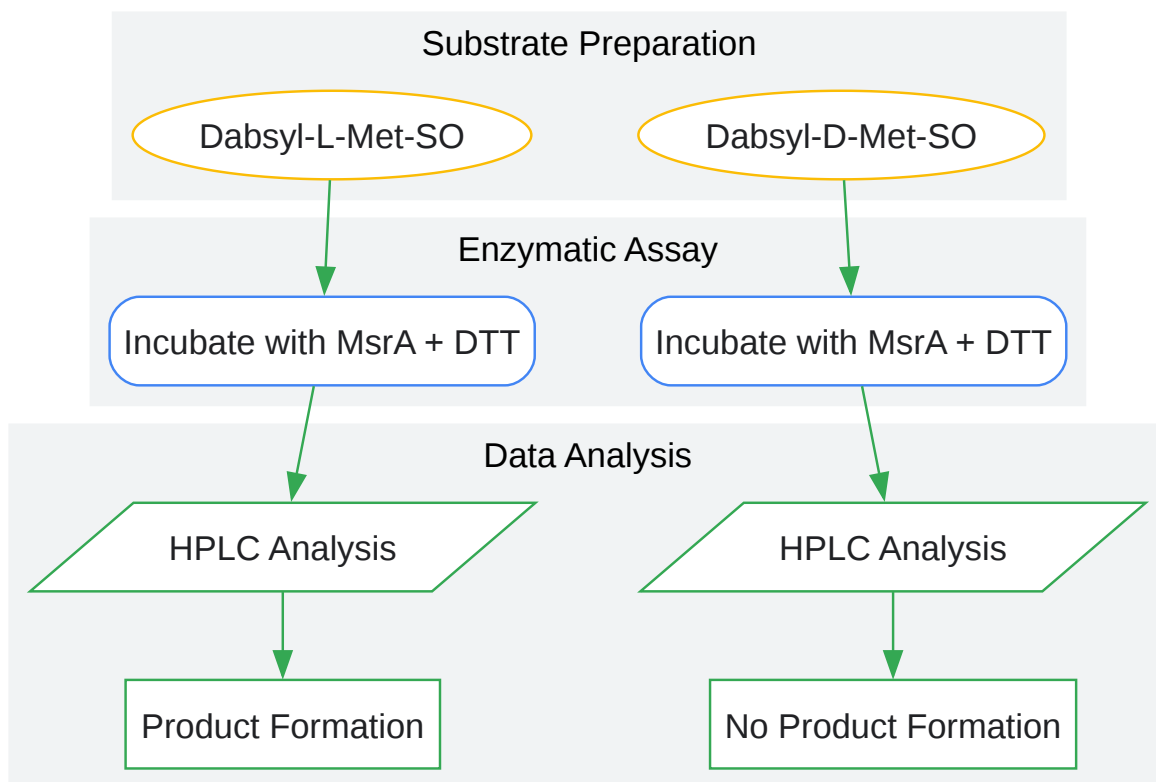 Substrate Preparation
Dabsyl-L-Met-SO
Dabsyl-D-Met-SO
Enzymatic Assay
Incubate with MsrA + DTT
Incubate with MsrA + DTT
Data Analysis
HPLC Analysis
HPLC Analysis
Product Formation
No Product Formation